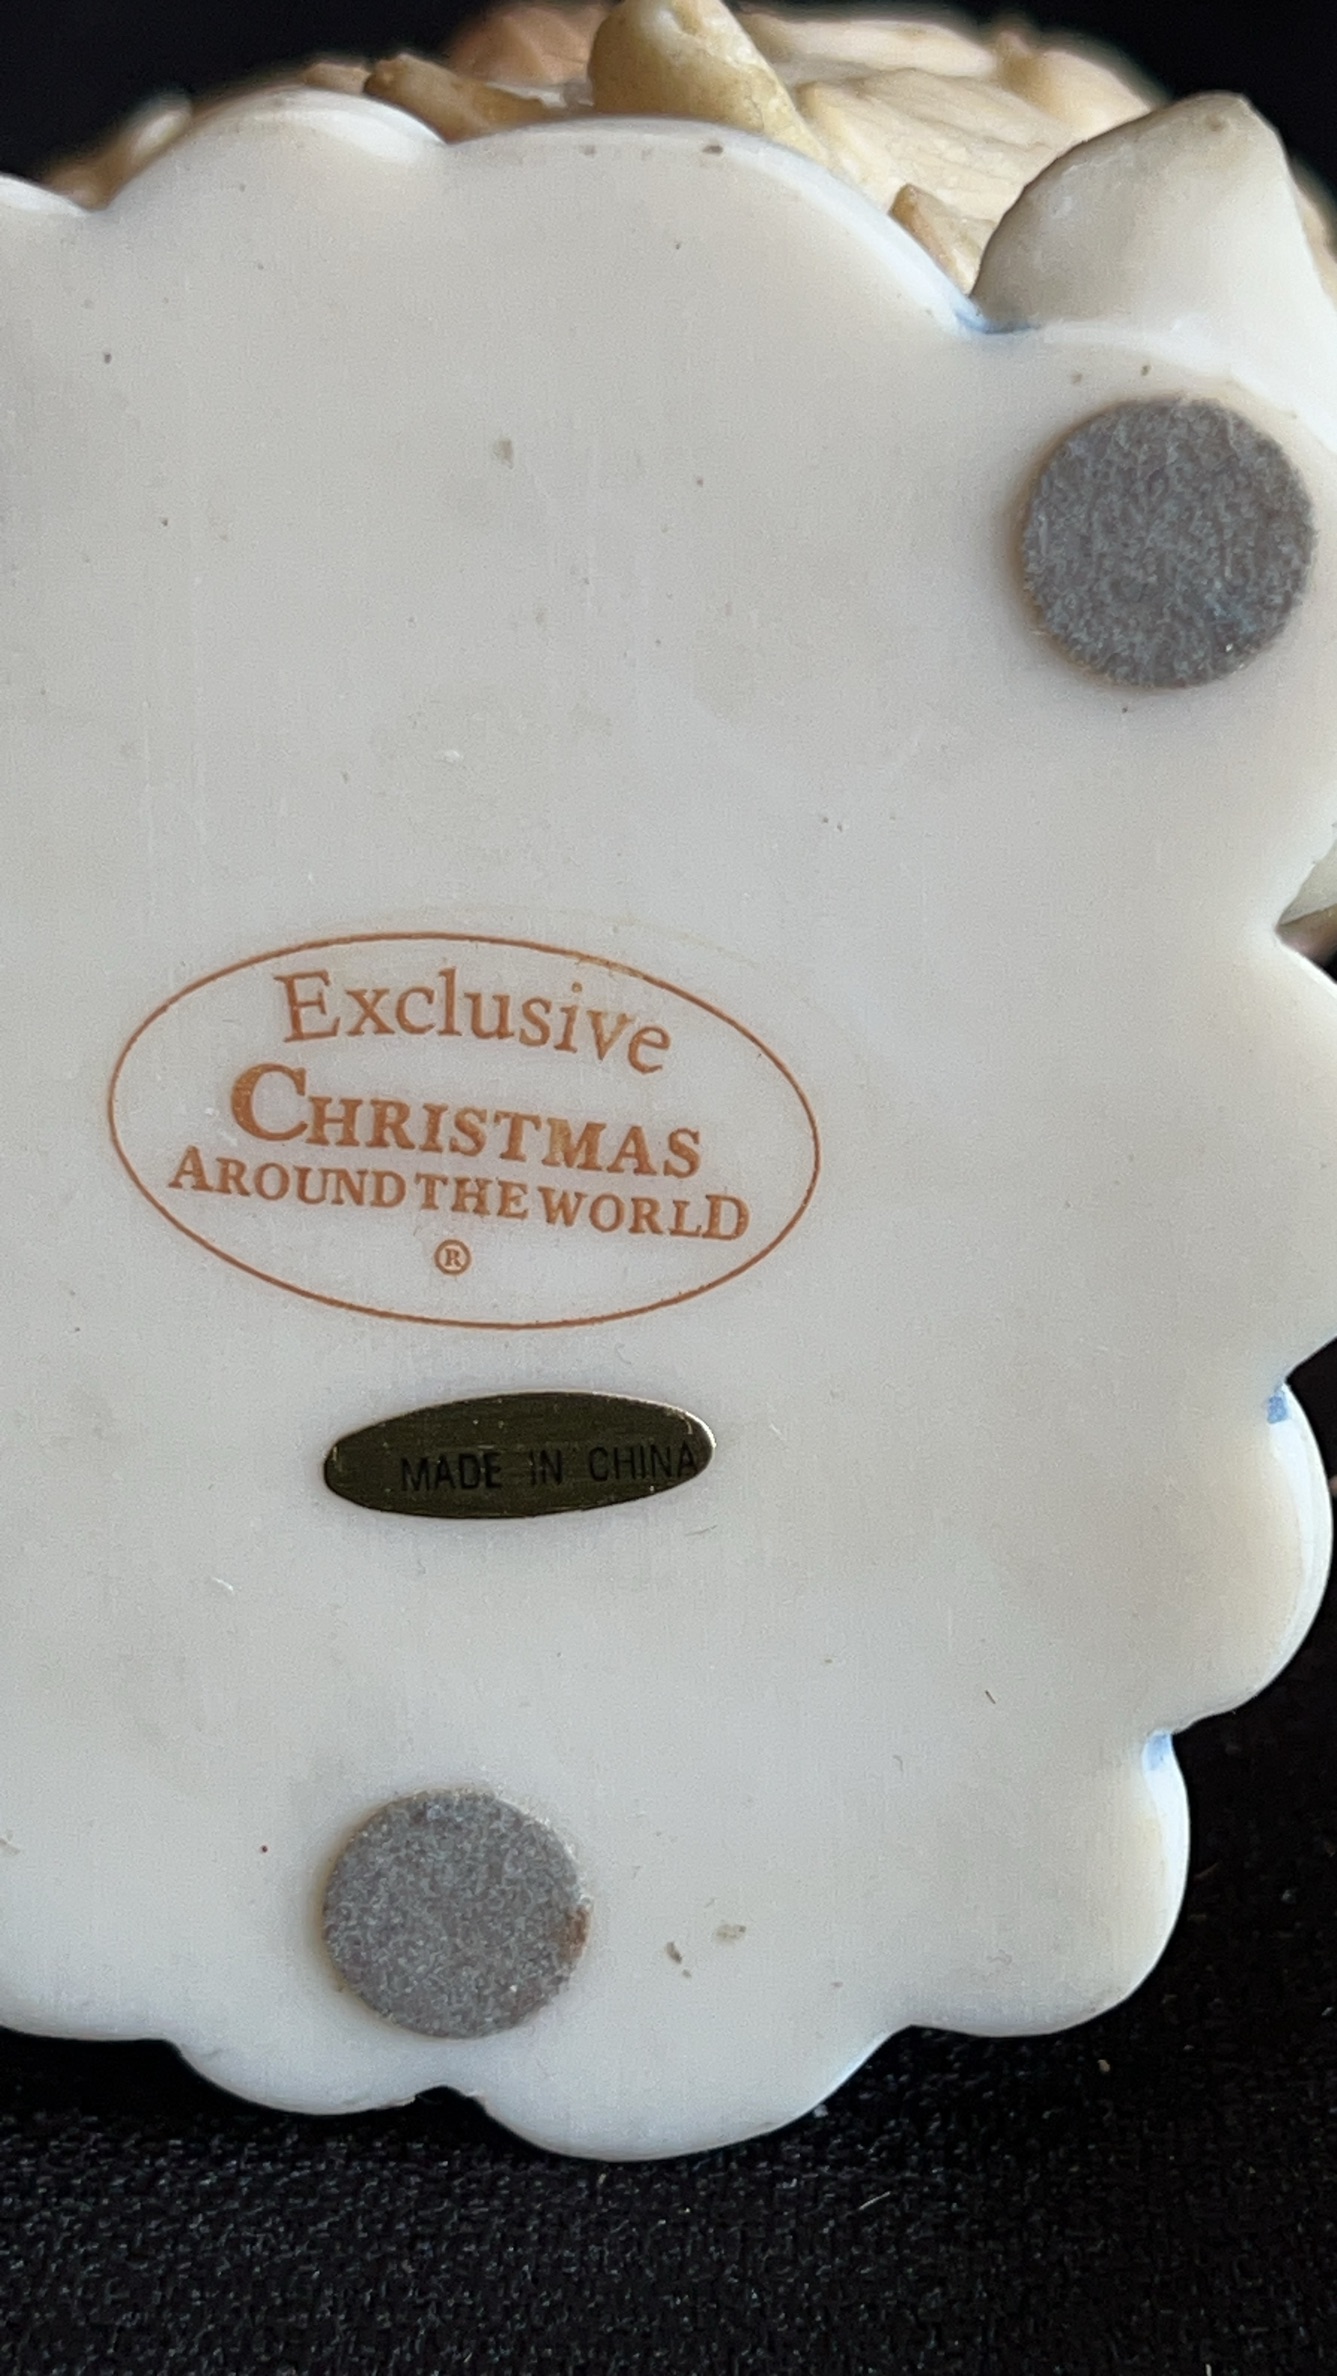 Exclusive
CHRISTMAS
AROUND THE WORLD
®
MADE IN CHINA